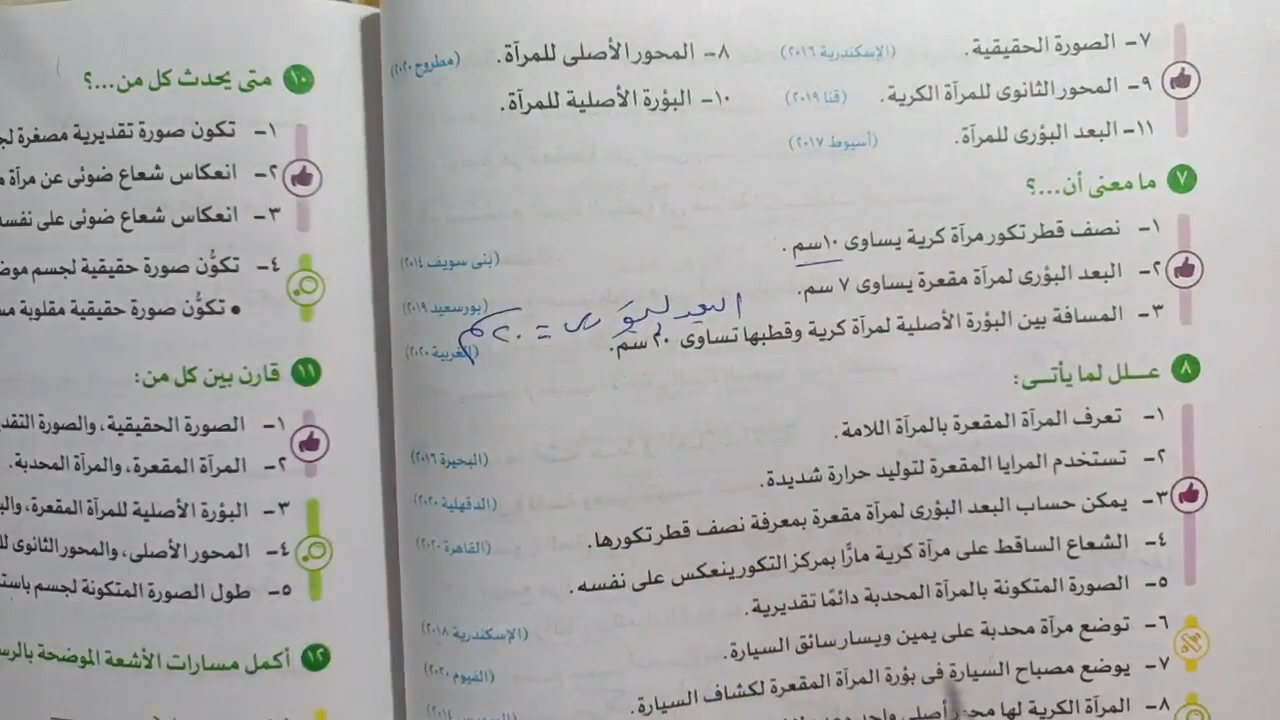 ٧- الصورة الحقيقية. (الإسكندرية ٢٠١٦)
٨- المحور الأصلى للمرآة. (مطروح ٢٠٢٠)
٩- المحور الثانوى للمرآة الكرية. (قنا ٢٠١٩)
١٠- البؤرة الأصلية للمرآة.
١١- البعد البؤرى للمرآة. (أسيوط ٢٠١٧)
٧ ما معنى أن...؟
١- نصف قطر تكور مرآة كرية يساوى ١٠ سم. (بنى سويف ٢٠١٤)
٢- البعد البؤرى لمرآة مقعرة يساوى ٧ سم. (بورسعيد ٢٠١٩)
البعد البؤرى = ٢٠ سم
٣- المسافة بين البؤرة الأصلية لمرآة كرية وقطبها تساوى ٢٠ سم. (الغربية ٢٠٢٠)
٨ علل لما يأتى:
١- تعرف المرآة المقعرة بالمرآة اللامة. (البحيرة ٢٠١٦)
٢- تستخدم المرايا المقعرة لتوليد حرارة شديدة. (الدقهلية ٢٠٢٠)
٣- يمكن حساب البعد البؤرى لمرآة مقعرة بمعرفة نصف قطر تكورها. (القاهرة ٢٠٢٠)
٤- الشعاع الساقط على مرآة كرية مارًا بمركز التكور ينعكس على نفسه.
٥- الصورة المتكونة بالمرآة المحدبة دائمًا تقديرية. (الإسكندرية ٢٠١٨)
٦- توضع مرآة محدبة على يمين ويسار سائق السيارة. (الفيوم ٢٠٢٠)
٧- يوضع مصباح السيارة فى بؤرة المرآة المقعرة لكشاف السيارة.
٨- المرآة الكرية لها محور أصلى واحد
١٠ متى يحدث كل من...؟
١- تكون صورة تقديرية مصغرة
٢- انعكاس شعاع ضوئى عن مرآة
٣- انعكاس شعاع ضوئى على نفسه
٤- تكوُّن صورة حقيقية لجسم
• تكوُّن صورة حقيقية مقلوبة
١١ قارن بين كل من:
١- الصورة الحقيقية، والصورة
٢- المرآة المقعرة، والمرآة المحدبة.
٣- البؤرة الأصلية للمرآة المقعرة،
٤- المحور الأصلى، والمحور الثانوى
٥- طول الصورة المتكونة لجسم
١٢ أكمل مسارات الأشعة الموضحة